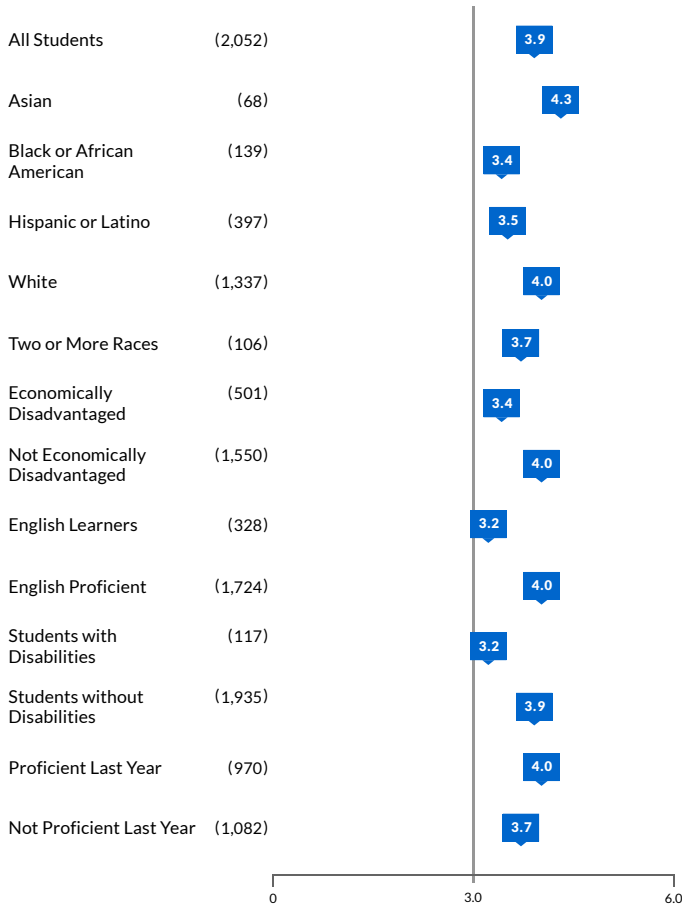 All Students (2,052) 3.9
Asian (68) 4.3
Black or African
American (139) 3.4
Hispanic or Latino (397) 3.5
White (1,337) 4.0
Two or More Races (106) 3.7
Economically
Disadvantaged (501) 3.4
Not Economically
Disadvantaged (1,550) 4.0
English Learners (328) 3.2
English Proficient (1,724) 4.0
Students with
Disabilities (117) 3.2
Students without
Disabilities (1,935) 3.9
Proficient Last Year (970) 4.0
Not Proficient Last Year (1,082) 3.7
0 3.0 6.0